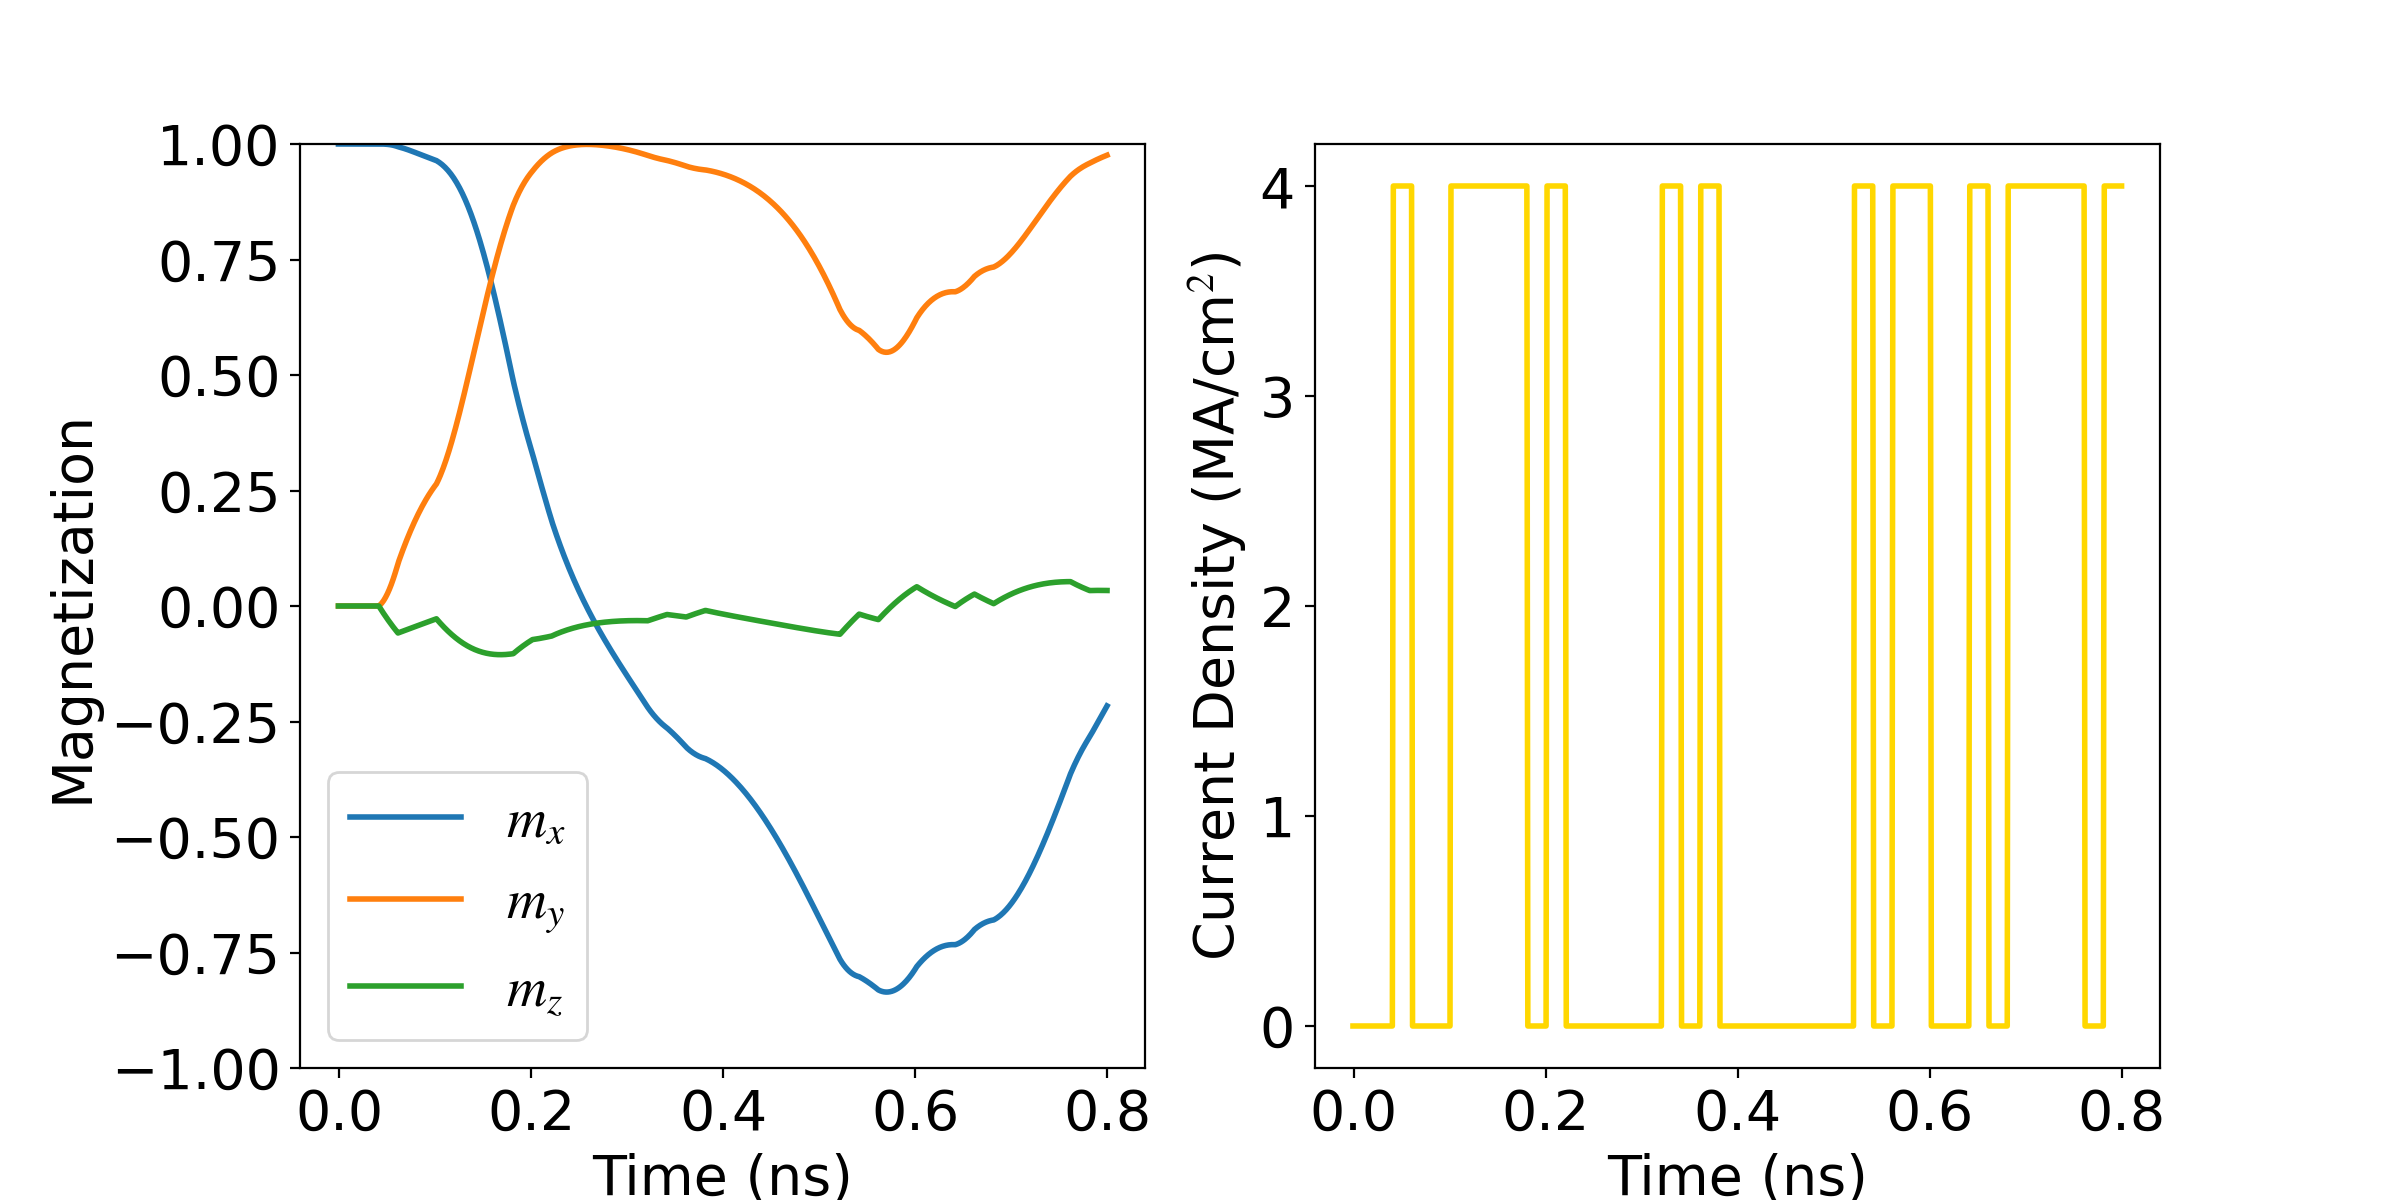 Magnetization
1.00
0.75
0.50
0.25
0.00
−0.25
−0.50
−0.75
−1.00
0.0 0.2 0.4 0.6 0.8
Time (ns)
m_x
m_y
m_z
Current Density (MA/cm²)
4
3
2
1
0
0.0 0.2 0.4 0.6 0.8
Time (ns)